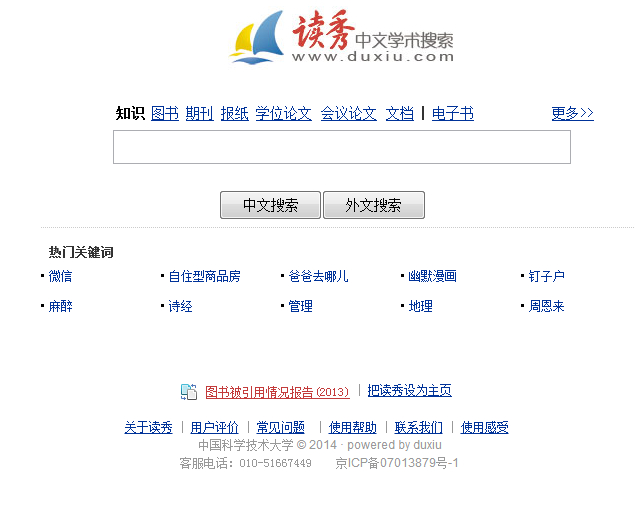 读秀中文学术搜索
www.duxiu.com
知识 图书 期刊 报纸 学位论文 会议论文 文档 | 电子书 更多>>
中文搜索 外文搜索
热门关键词
微信 自住型商品房 爸爸去哪儿 幽默漫画 钉子户
麻醉 诗经 管理 地理 周恩来
图书被引用情况报告(2013) | 把读秀设为主页
关于读秀 | 用户评价 | 常见问题 | 使用帮助 | 联系我们 | 使用感受
中国科学技术大学 © 2014 · powered by duxiu
客服电话：010-51667449 京ICP备07013879号-1